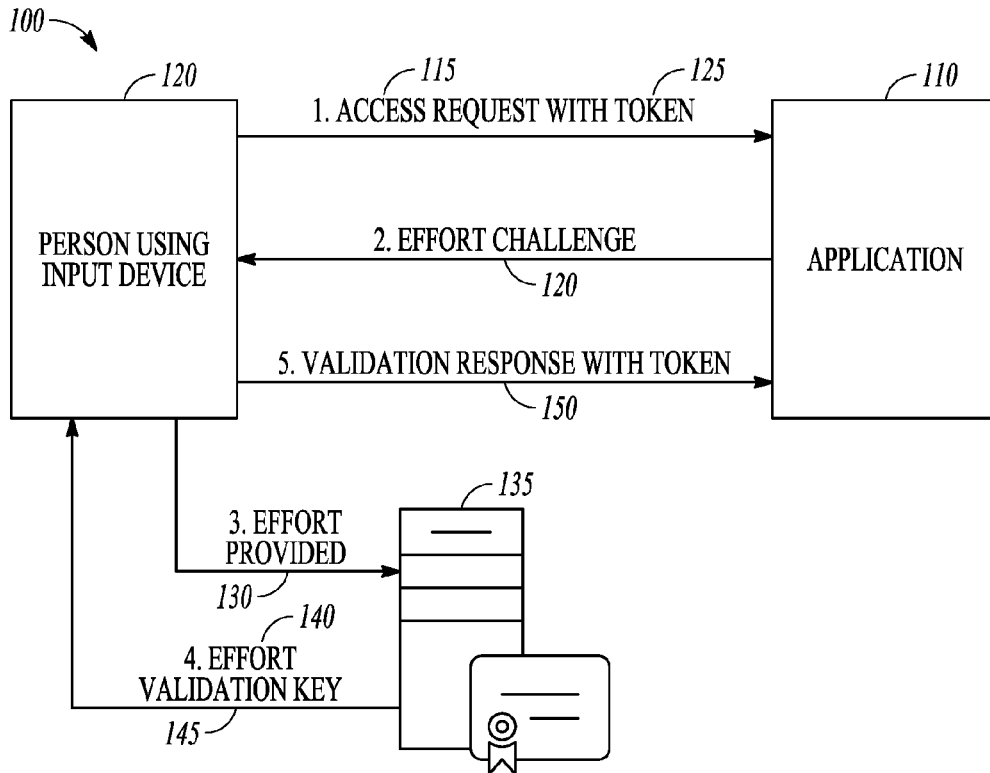 100
120
115
125
110
1. ACCESS REQUEST WITH TOKEN
PERSON USING
INPUT DEVICE
2. EFFORT CHALLENGE
120
APPLICATION
5. VALIDATION RESPONSE WITH TOKEN
150
135
3. EFFORT
PROVIDED
130
140
4. EFFORT
VALIDATION KEY
145